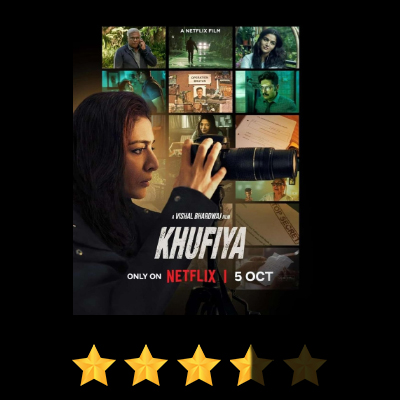 A NETFLIX FILM
A VISHAL BHARDWAJ FILM
KHUFIYA
ONLY ON NETFLIX | 5 OCT